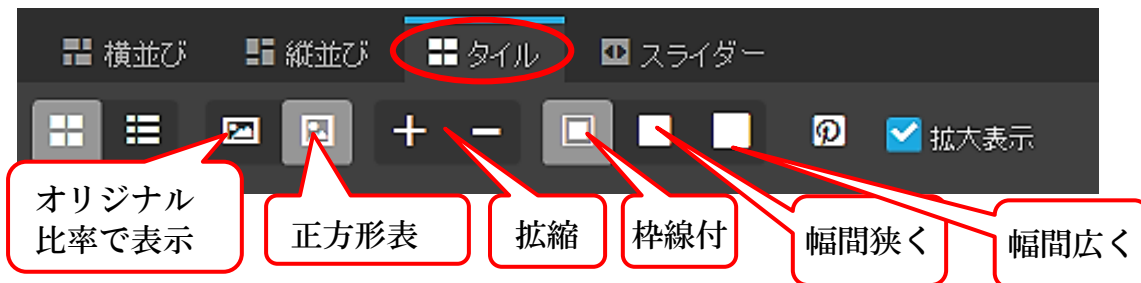 横並び 縦並び タイル スライダー
拡大表示
オリジナル
比率で表示
正方形表
拡縮
枠線付
幅間狭く
幅間広く